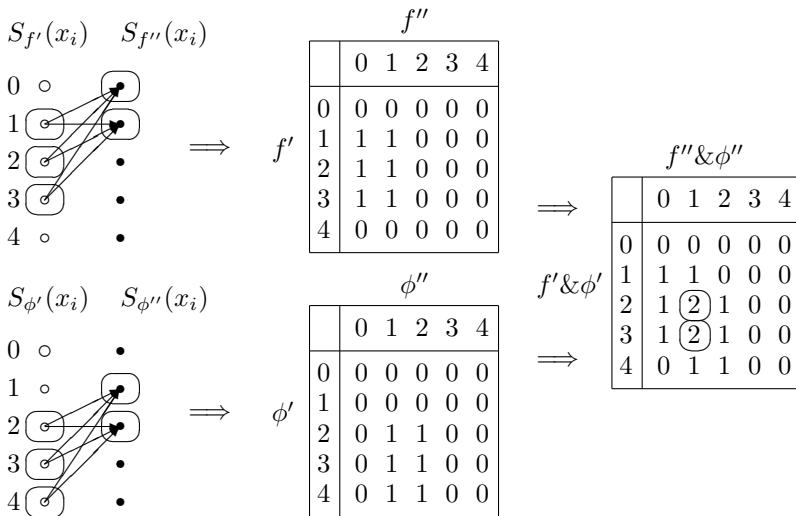 S_{f'}(x_i) S_{f''}(x_i)
0
1
2
3
4
⟹
f''
0 1 2 3 4
f'
0 0 0 0 0 0
1 1 1 0 0 0
2 1 1 0 0 0
3 1 1 0 0 0
4 0 0 0 0 0
S_{ϕ'}(x_i) S_{ϕ''}(x_i)
0
1
2
3
4
⟹
ϕ''
0 1 2 3 4
ϕ'
0 0 0 0 0 0
1 0 0 0 0 0
2 0 1 1 0 0
3 0 1 1 0 0
4 0 1 1 0 0
⟹
f'&ϕ'
⟹
f''&ϕ''
0 1 2 3 4
0 0 0 0 0 0
1 1 1 0 0 0
2 1 2 1 0 0
3 1 2 1 0 0
4 0 1 1 0 0